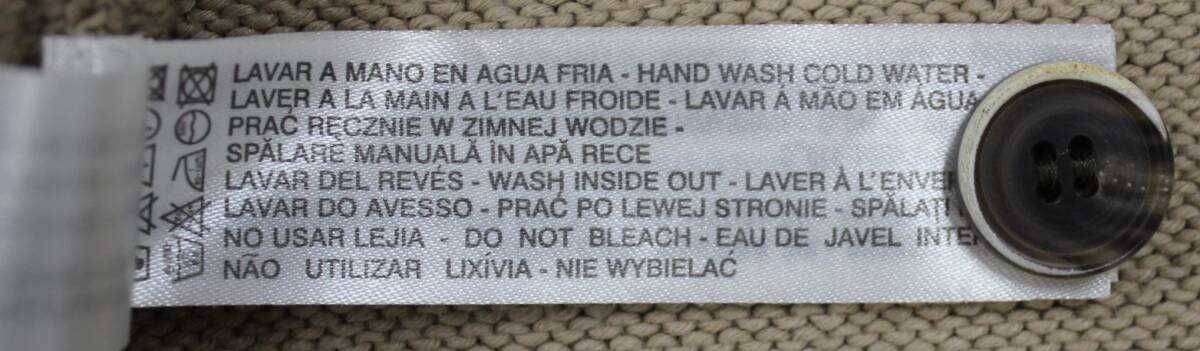 LAVAR A MANO EN AGUA FRIA - HAND WASH COLD WATER -
LAVER A LA MAIN A L'EAU FROIDE - LAVAR Á MÃO EM ÁGUA
PRAĆ RĘCZNIE W ZIMNEJ WODZIE -
SPĂLARE MANUALĂ ÎN APĂ RECE
LAVAR DEL REVÉS - WASH INSIDE OUT - LAVER À L'ENVE
LAVAR DO AVESSO - PRAĆ PO LEWEJ STRONIE - SPĂLAȚI
NO USAR LEJIA - DO NOT BLEACH - EAU DE JAVEL INTE
NÃO UTILIZAR LIXÍVIA - NIE WYBIELAĆ